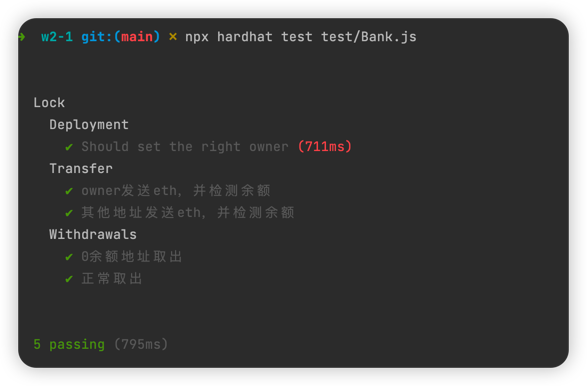 ➜  w2-1 git:(main) ✗ npx hardhat test test/Bank.js
Lock
Deployment
✔ Should set the right owner (711ms)
Transfer
✔ owner发送eth, 并检测余额
✔ 其他地址发送eth, 并检测余额
Withdrawals
✔ 0余额地址取出
✔ 正常取出
5 passing (795ms)